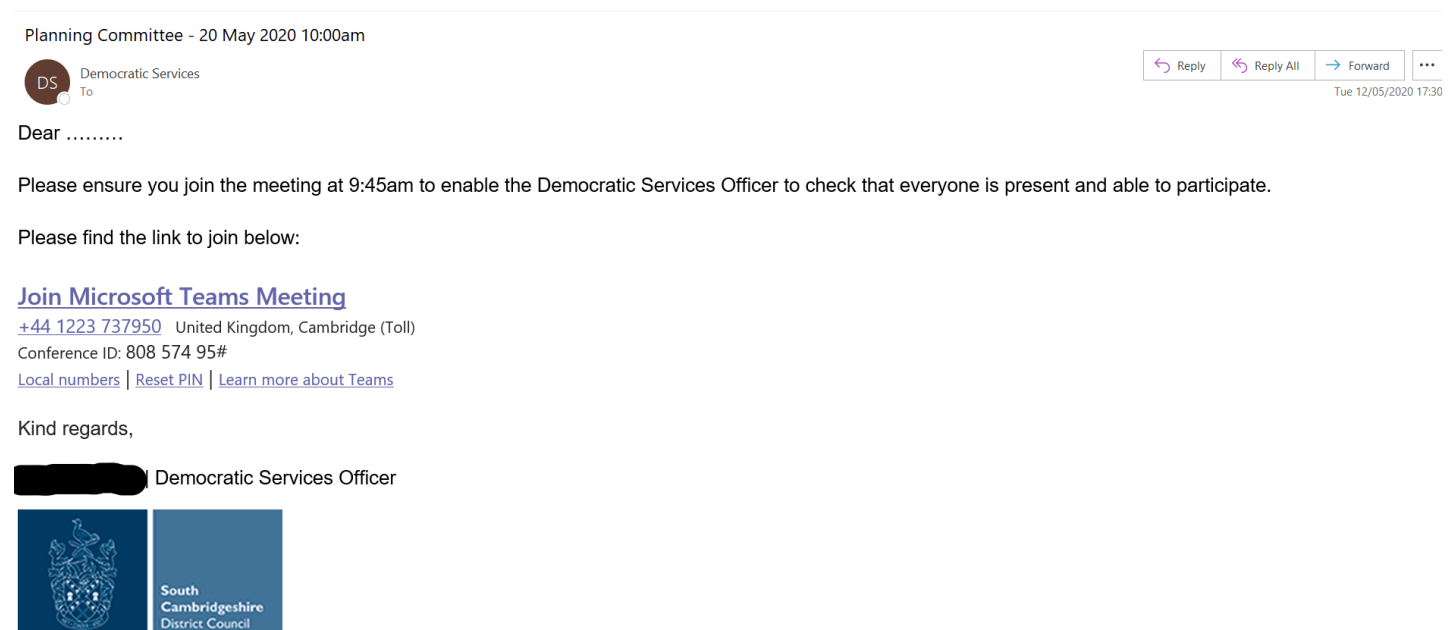 Planning Committee - 20 May 2020 10:00am
DS
Democratic Services
To
Reply
Reply All
Forward
Tue 12/05/2020 17:30
Dear ………
Please ensure you join the meeting at 9:45am to enable the Democratic Services Officer to check that everyone is present and able to participate.
Please find the link to join below:
Join Microsoft Teams Meeting
+44 1223 737950 United Kingdom, Cambridge (Toll)
Conference ID: 808 574 95#
Local numbers | Reset PIN | Learn more about Teams
Kind regards,
| Democratic Services Officer
South
Cambridgeshire
District Council